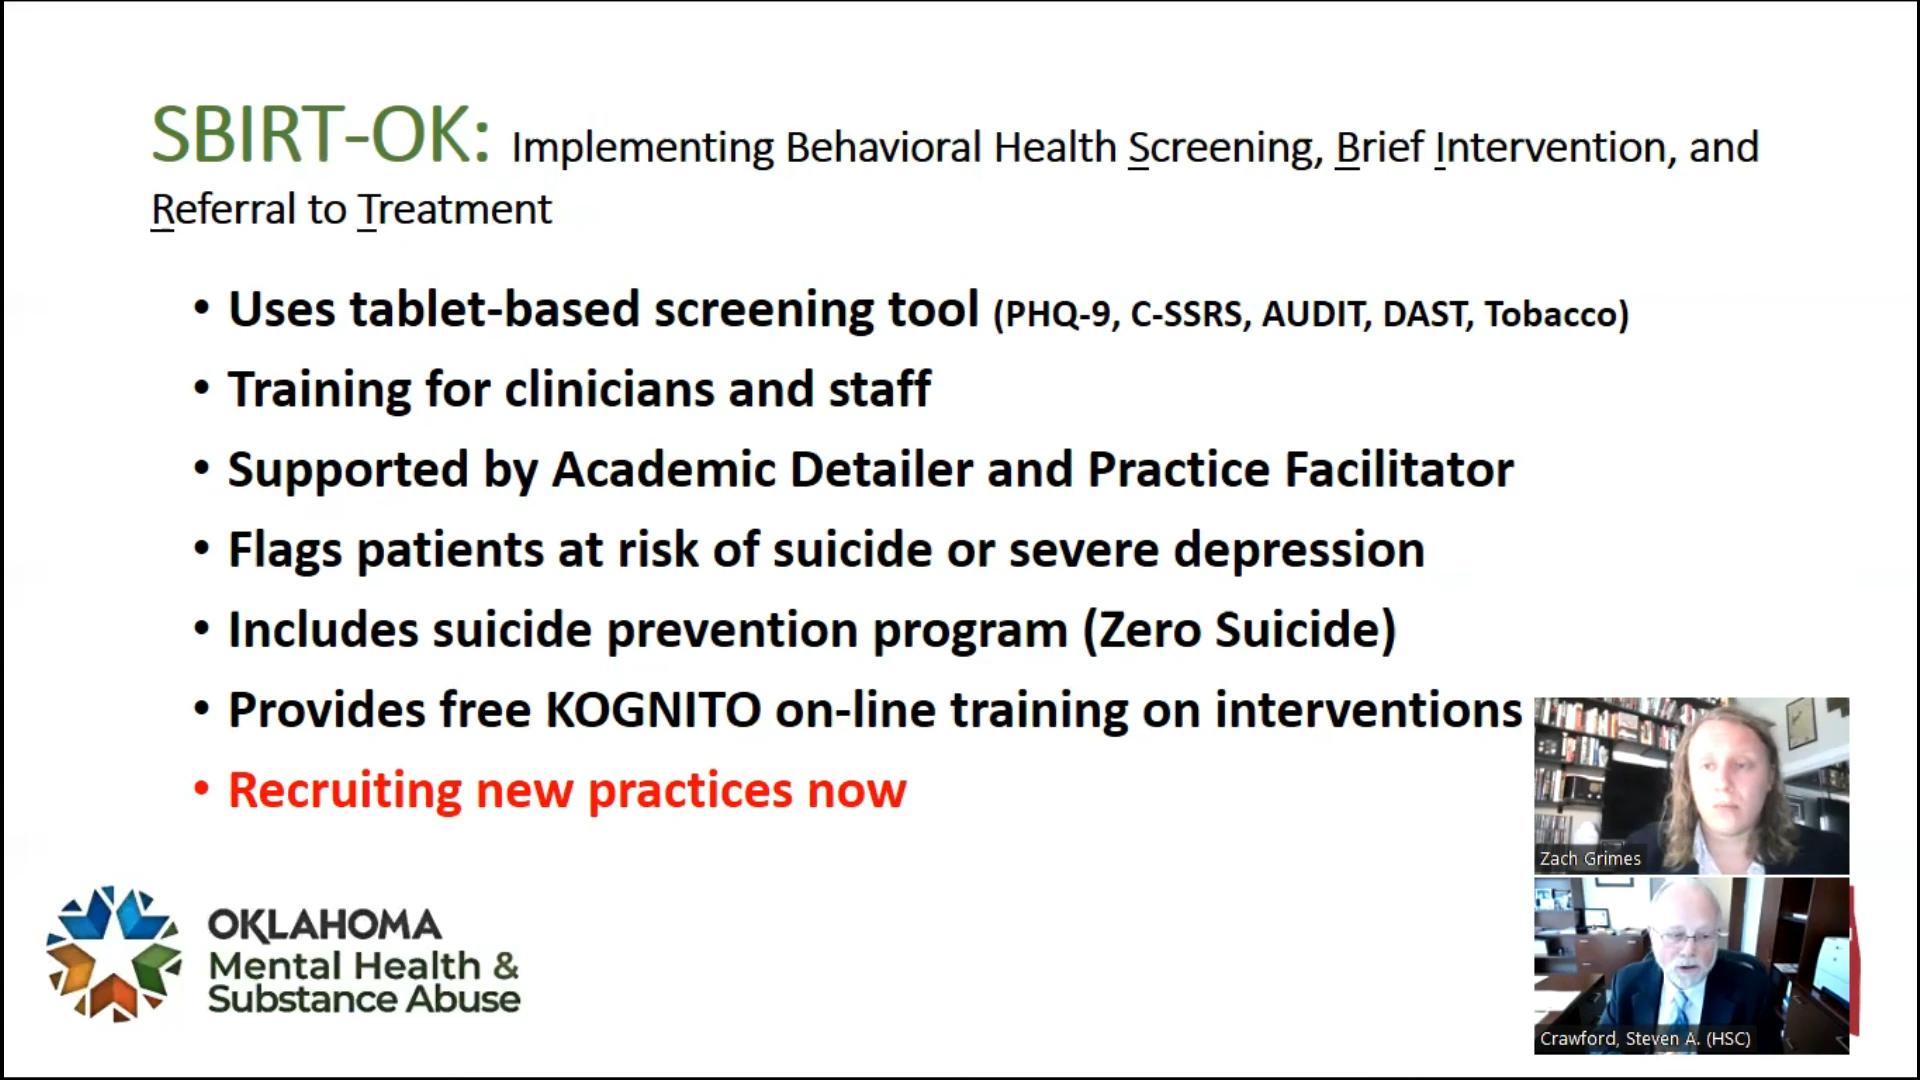 SBIRT-OK: Implementing Behavioral Health Screening, Brief Intervention, and
Referral to Treatment
• Uses tablet-based screening tool (PHQ-9, C-SSRS, AUDIT, DAST, Tobacco)
• Training for clinicians and staff
• Supported by Academic Detailer and Practice Facilitator
• Flags patients at risk of suicide or severe depression
• Includes suicide prevention program (Zero Suicide)
• Provides free KOGNITO on-line training on interventions
• Recruiting new practices now
Zach Grimes
Crawford, Steven A. (HSC)
OKLAHOMA
Mental Health &
Substance Abuse